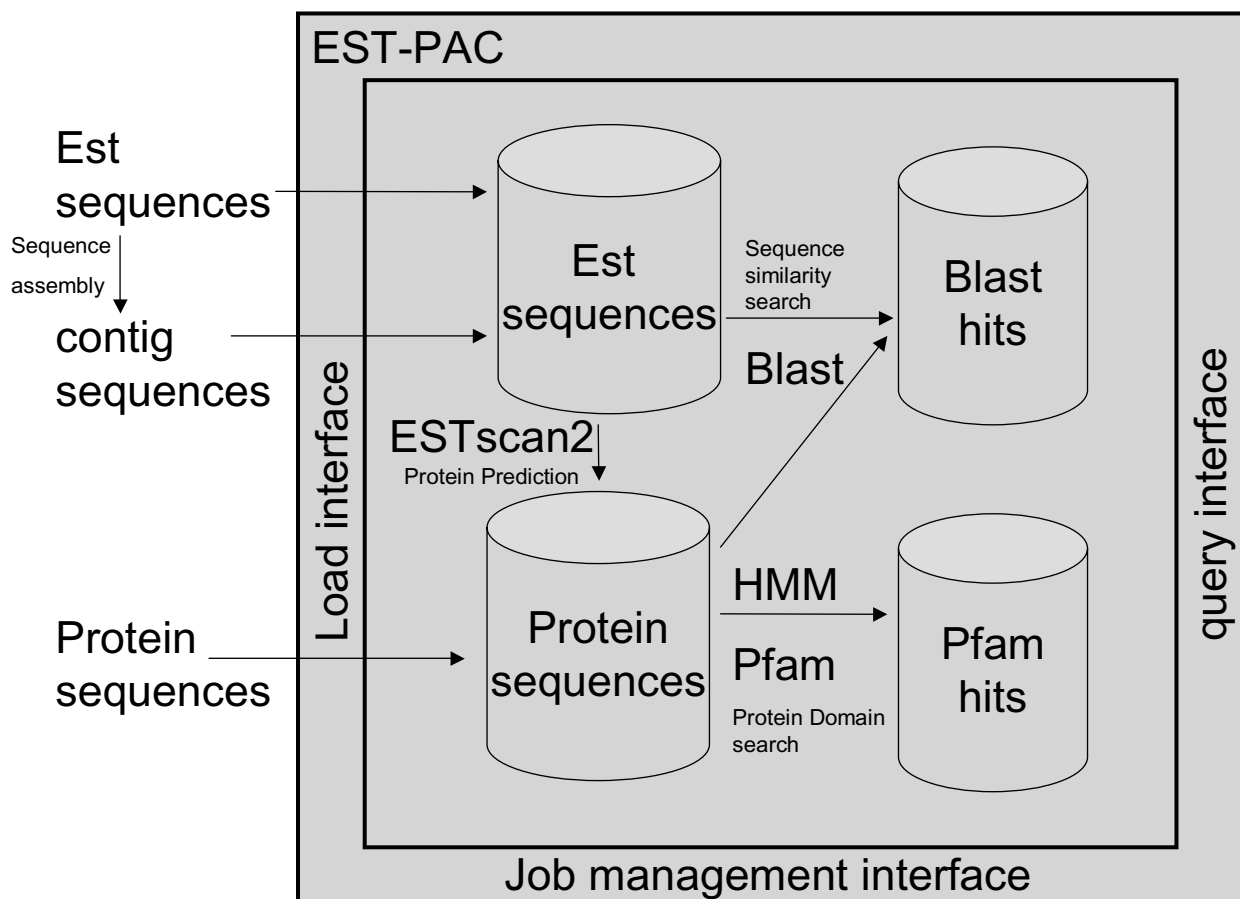 EST-PAC
Est
sequences
Sequence
assembly
contig
sequences
Protein
sequences
Load interface
Est
sequences
Sequence
similarity
search
Blast
Blast
hits
ESTscan2
Protein Prediction
Protein
sequences
HMM
Pfam
Protein Domain
search
Pfam
hits
query interface
Job management interface